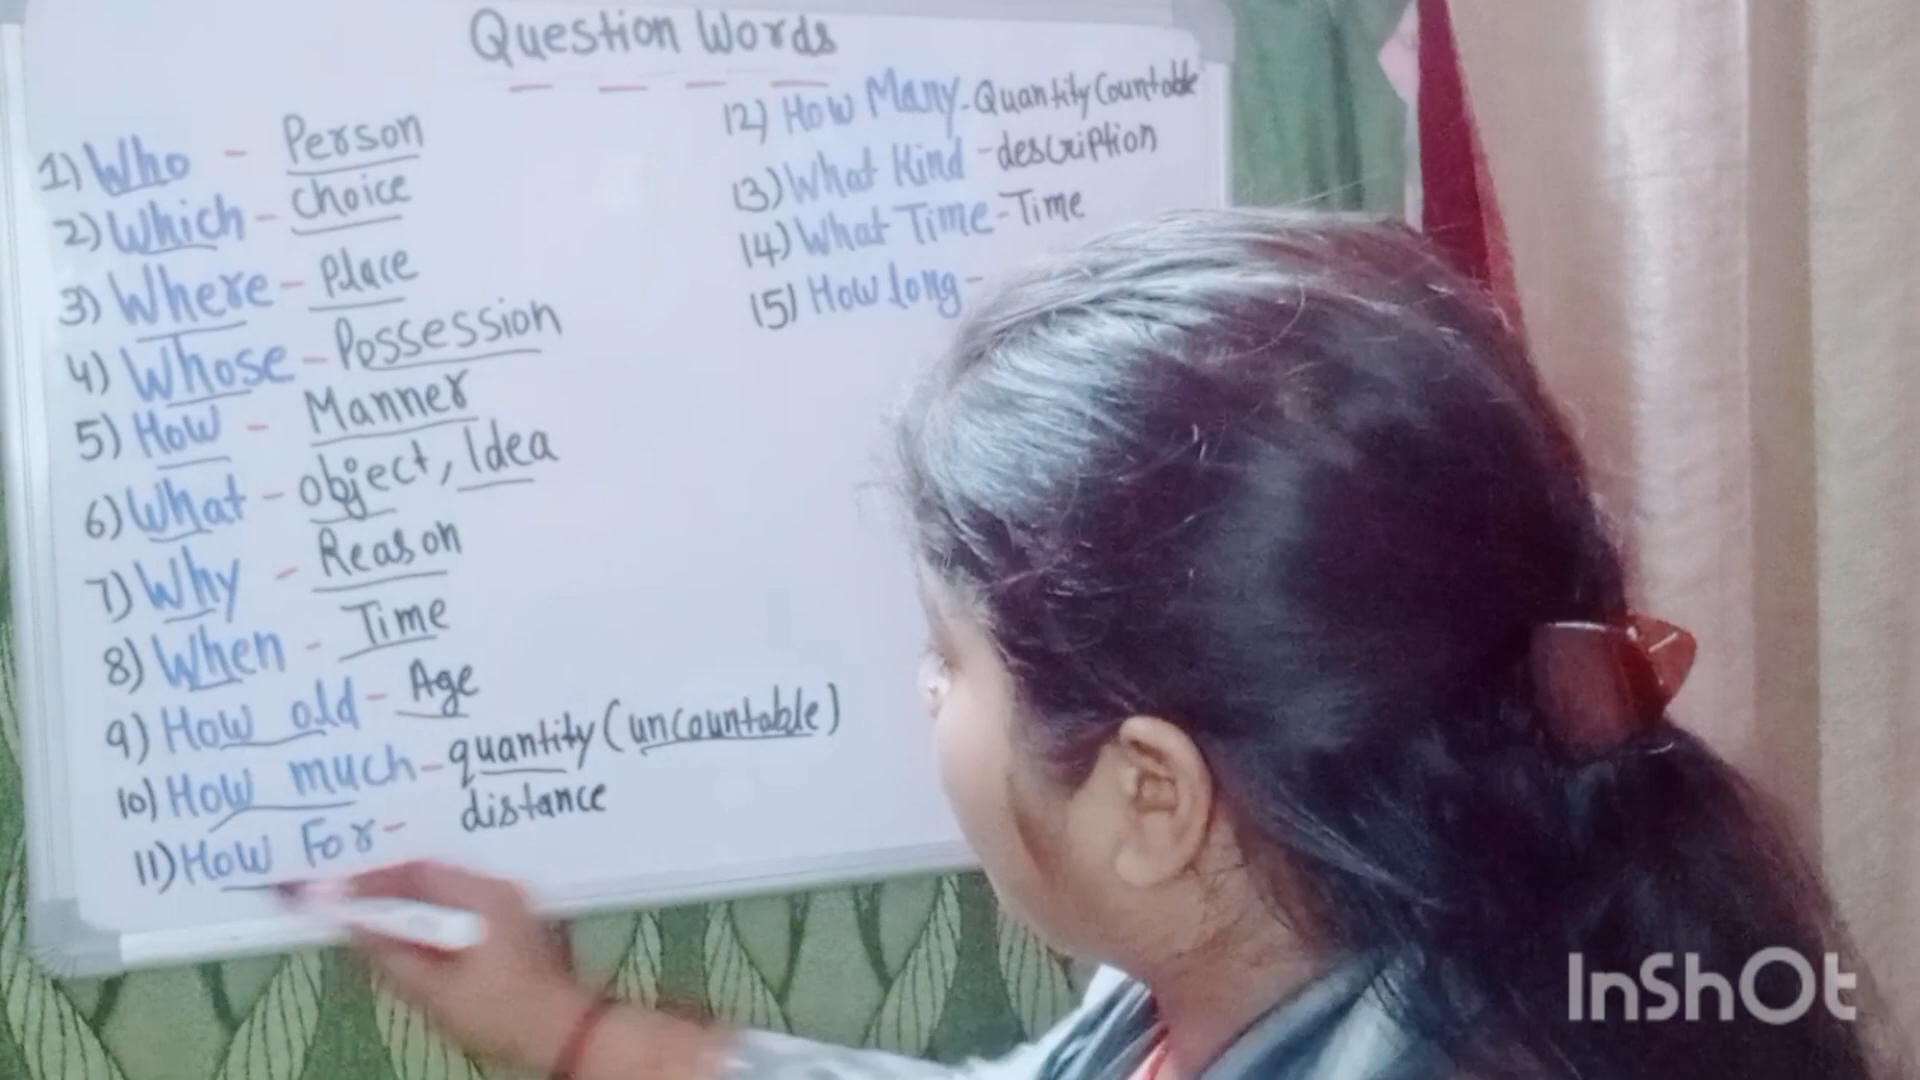 Question Words
1) Who - Person
2) Which - choice
3) Where - Place
4) Whose - Possession
5) How - Manner
6) What - object, Idea
7) Why - Reason
8) When - Time
9) How old - Age
10) How much - quantity (uncountable)
11) How For - distance
12) How Many - Quantity Countable
13) What Kind - description
14) What Time - Time
15) How long -
InShOt